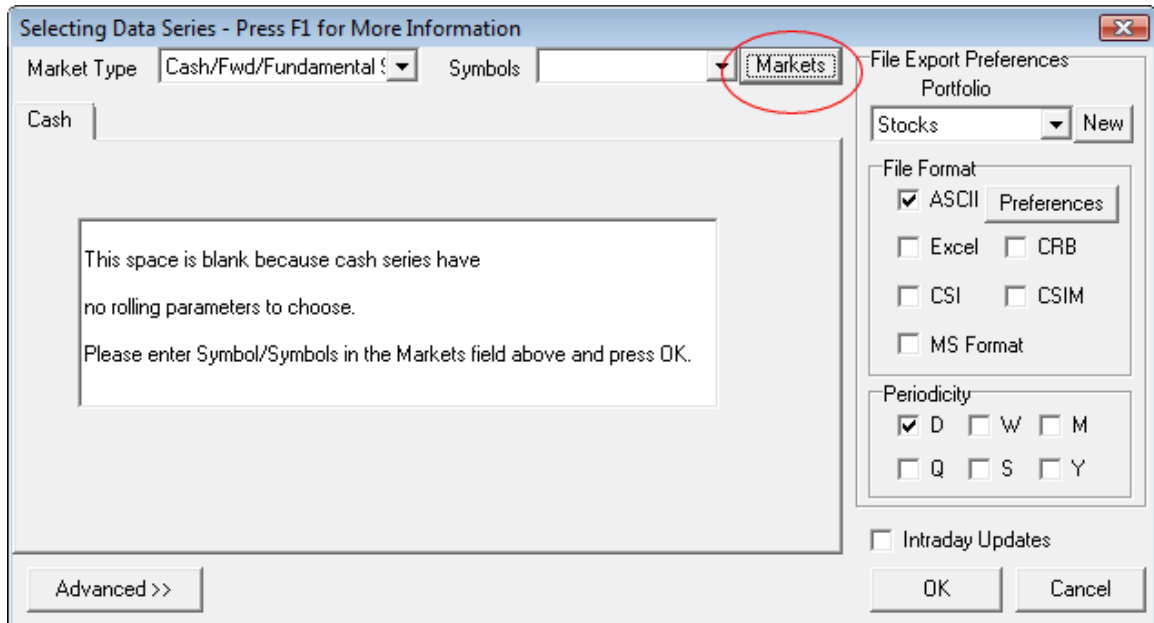 Selecting Data Series - Press F1 for More Information
Market Type Cash/Fwd/Fundamental Symbols Markets
Cash
This space is blank because cash series have
no rolling parameters to choose.
Please enter Symbol/Symbols in the Markets field above and press OK.
Advanced >>
File Export Preferences
Portfolio
Stocks New
File Format
ASCII Preferences
Excel CRB
CSI CSIM
MS Format
Periodicity
D W M
Q S Y
Intraday Updates
OK Cancel